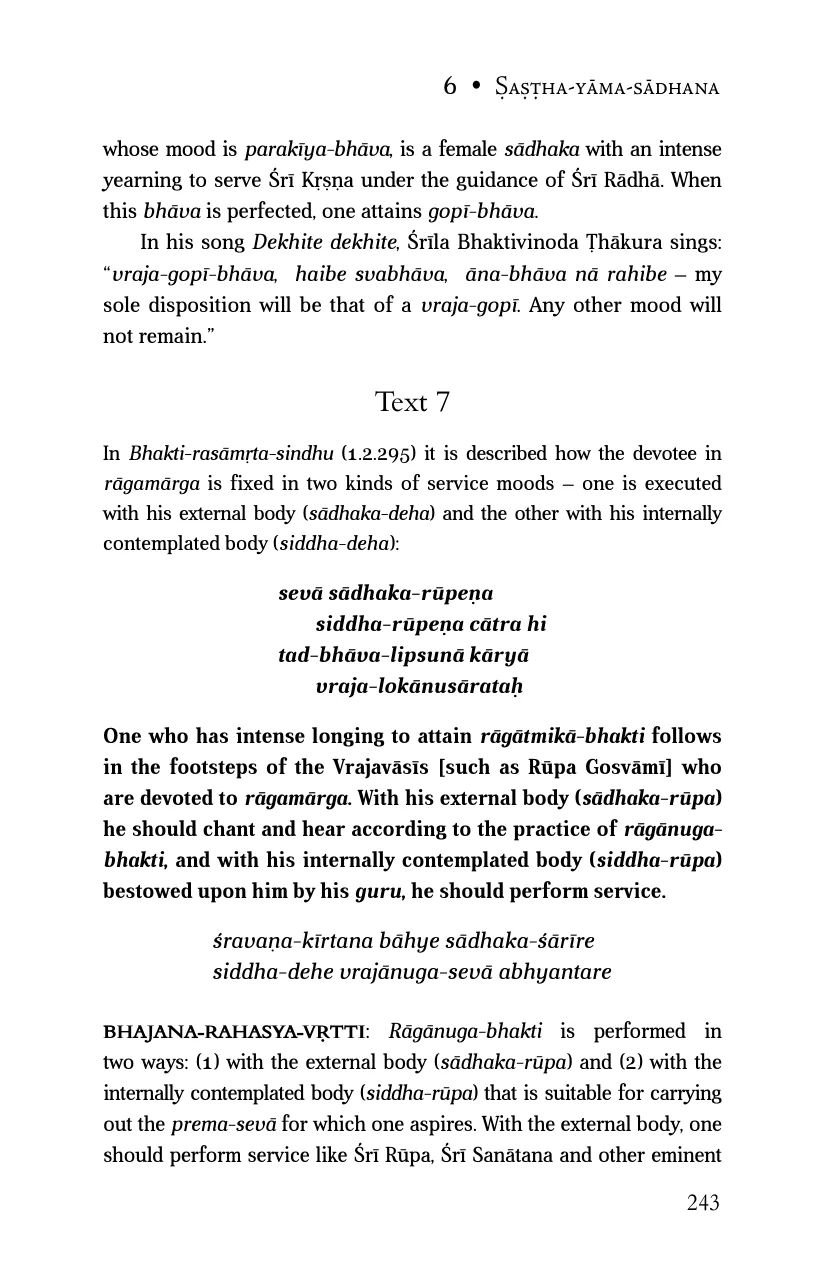 6 • Ṣaṣṭha-yāma-sādhana
whose mood is parakīya-bhāva, is a female sādhaka with an intense
yearning to serve Śrī Kṛṣṇa under the guidance of Śrī Rādhā. When
this bhāva is perfected, one attains gopī-bhāva.
In his song Dekhite dekhite, Śrīla Bhaktivinoda Ṭhākura sings:
“vraja-gopī-bhāva, haibe svabhāva, āna-bhāva nā rahibe – my
sole disposition will be that of a vraja-gopī. Any other mood will
not remain.”
Text 7
In Bhakti-rasāmṛta-sindhu (1.2.295) it is described how the devotee in
rāgamārga is fixed in two kinds of service moods – one is executed
with his external body (sādhaka-deha) and the other with his internally
contemplated body (siddha-deha):
sevā sādhaka-rūpeṇa
siddha-rūpeṇa cātra hi
tad-bhāva-lipsunā kāryā
vraja-lokānusārataḥ
One who has intense longing to attain rāgātmikā-bhakti follows
in the footsteps of the Vrajavāsīs [such as Rūpa Gosvāmī] who
are devoted to rāgamārga. With his external body (sādhaka-rūpa)
he should chant and hear according to the practice of rāgānuga-
bhakti, and with his internally contemplated body (siddha-rūpa)
bestowed upon him by his guru, he should perform service.
śravaṇa-kīrtana bāhye sādhaka-śārīre
siddha-dehe vrajānuga-sevā abhyantare
BHAJANA-RAHASYA-VṚTTI: Rāgānuga-bhakti is performed in
two ways: (1) with the external body (sādhaka-rūpa) and (2) with the
internally contemplated body (siddha-rūpa) that is suitable for carrying
out the prema-sevā for which one aspires. With the external body, one
should perform service like Śrī Rūpa, Śrī Sanātana and other eminent
243